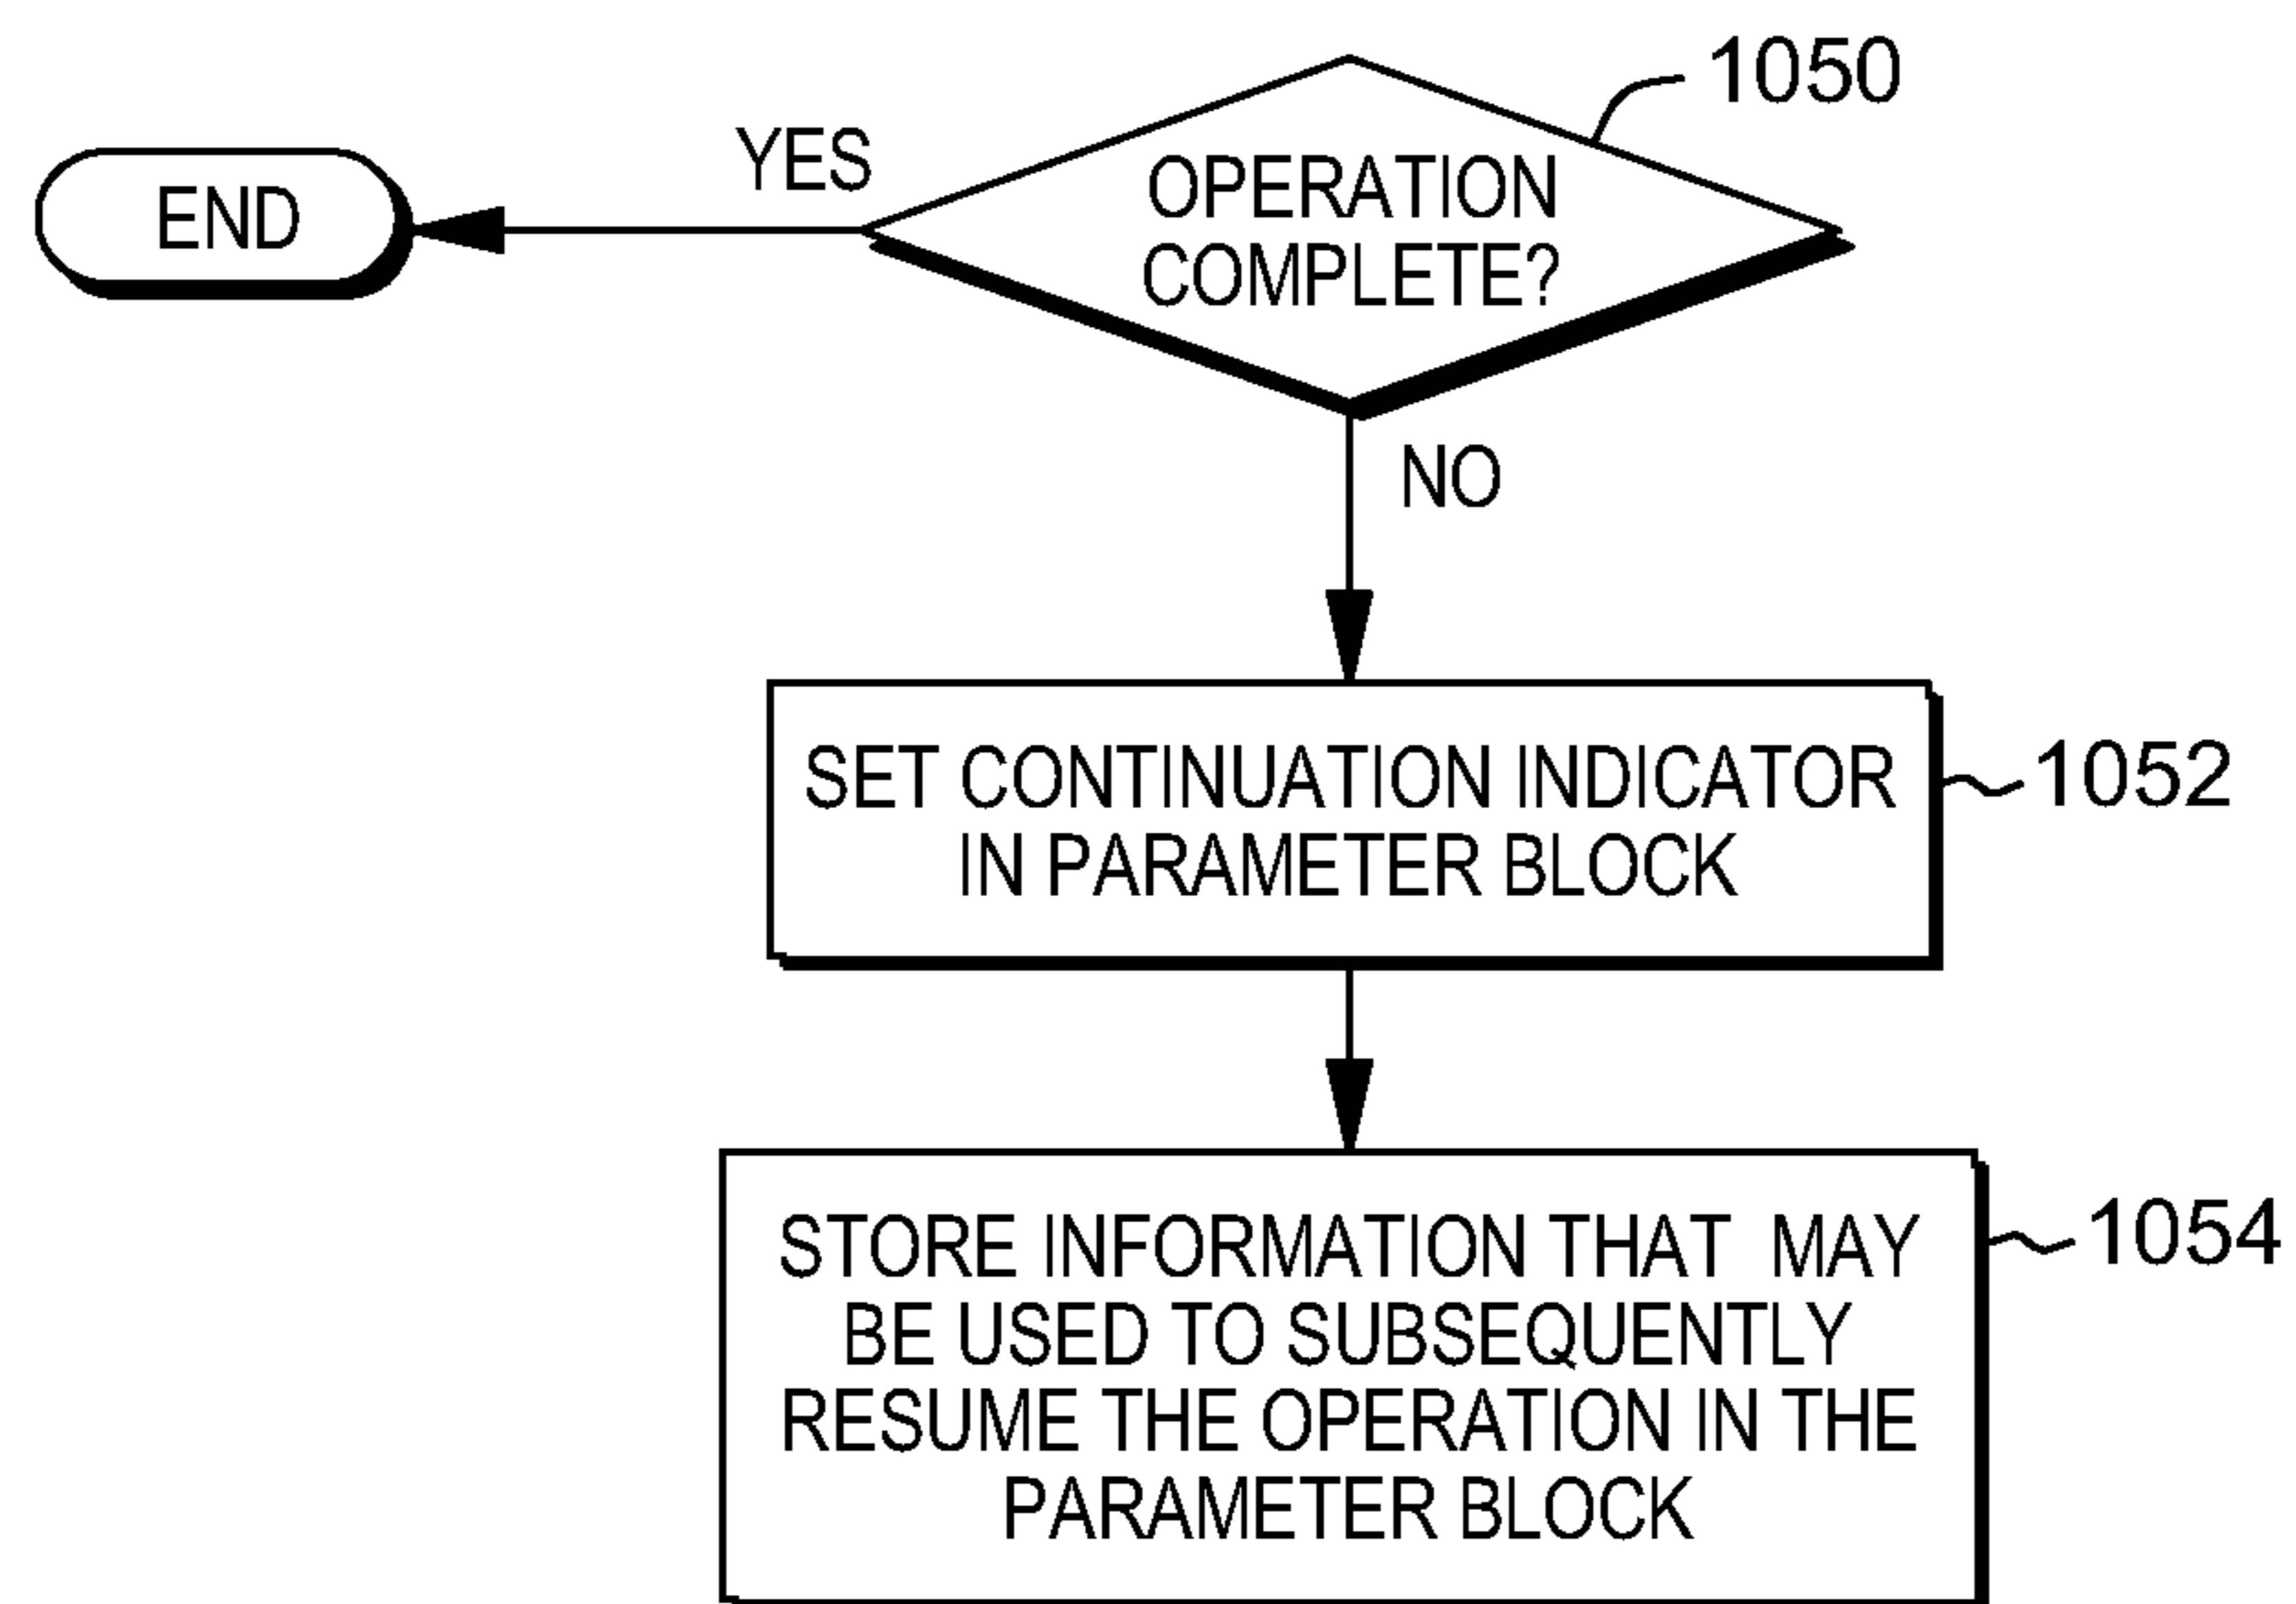 1050
YES
END
OPERATION
COMPLETE?
NO
SET CONTINUATION INDICATOR
IN PARAMETER BLOCK
1052
STORE INFORMATION THAT MAY
BE USED TO SUBSEQUENTLY
RESUME THE OPERATION IN THE
PARAMETER BLOCK
1054